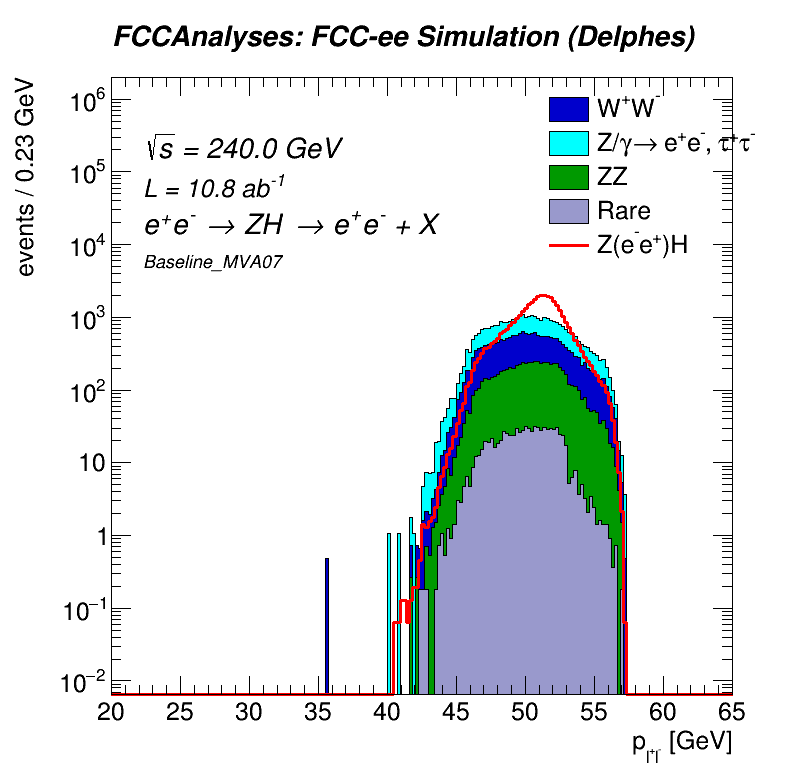 FCCAnalyses: FCC-ee Simulation (Delphes)
events / 0.23 GeV
10⁶
10⁵
10⁴
10³
10²
10
1
10⁻¹
10⁻²
√s = 240.0 GeV
L = 10.8 ab⁻¹
e⁺e⁻ → ZH → e⁺e⁻ + X
Baseline_MVA07
W⁺W⁻
Z/γ→ e⁺e⁻, τ⁺τ⁻
ZZ
Rare
Z(e⁻e⁺)H
20 25 30 35 40 45 50 55 60 65
p_l⁺l⁻ [GeV]